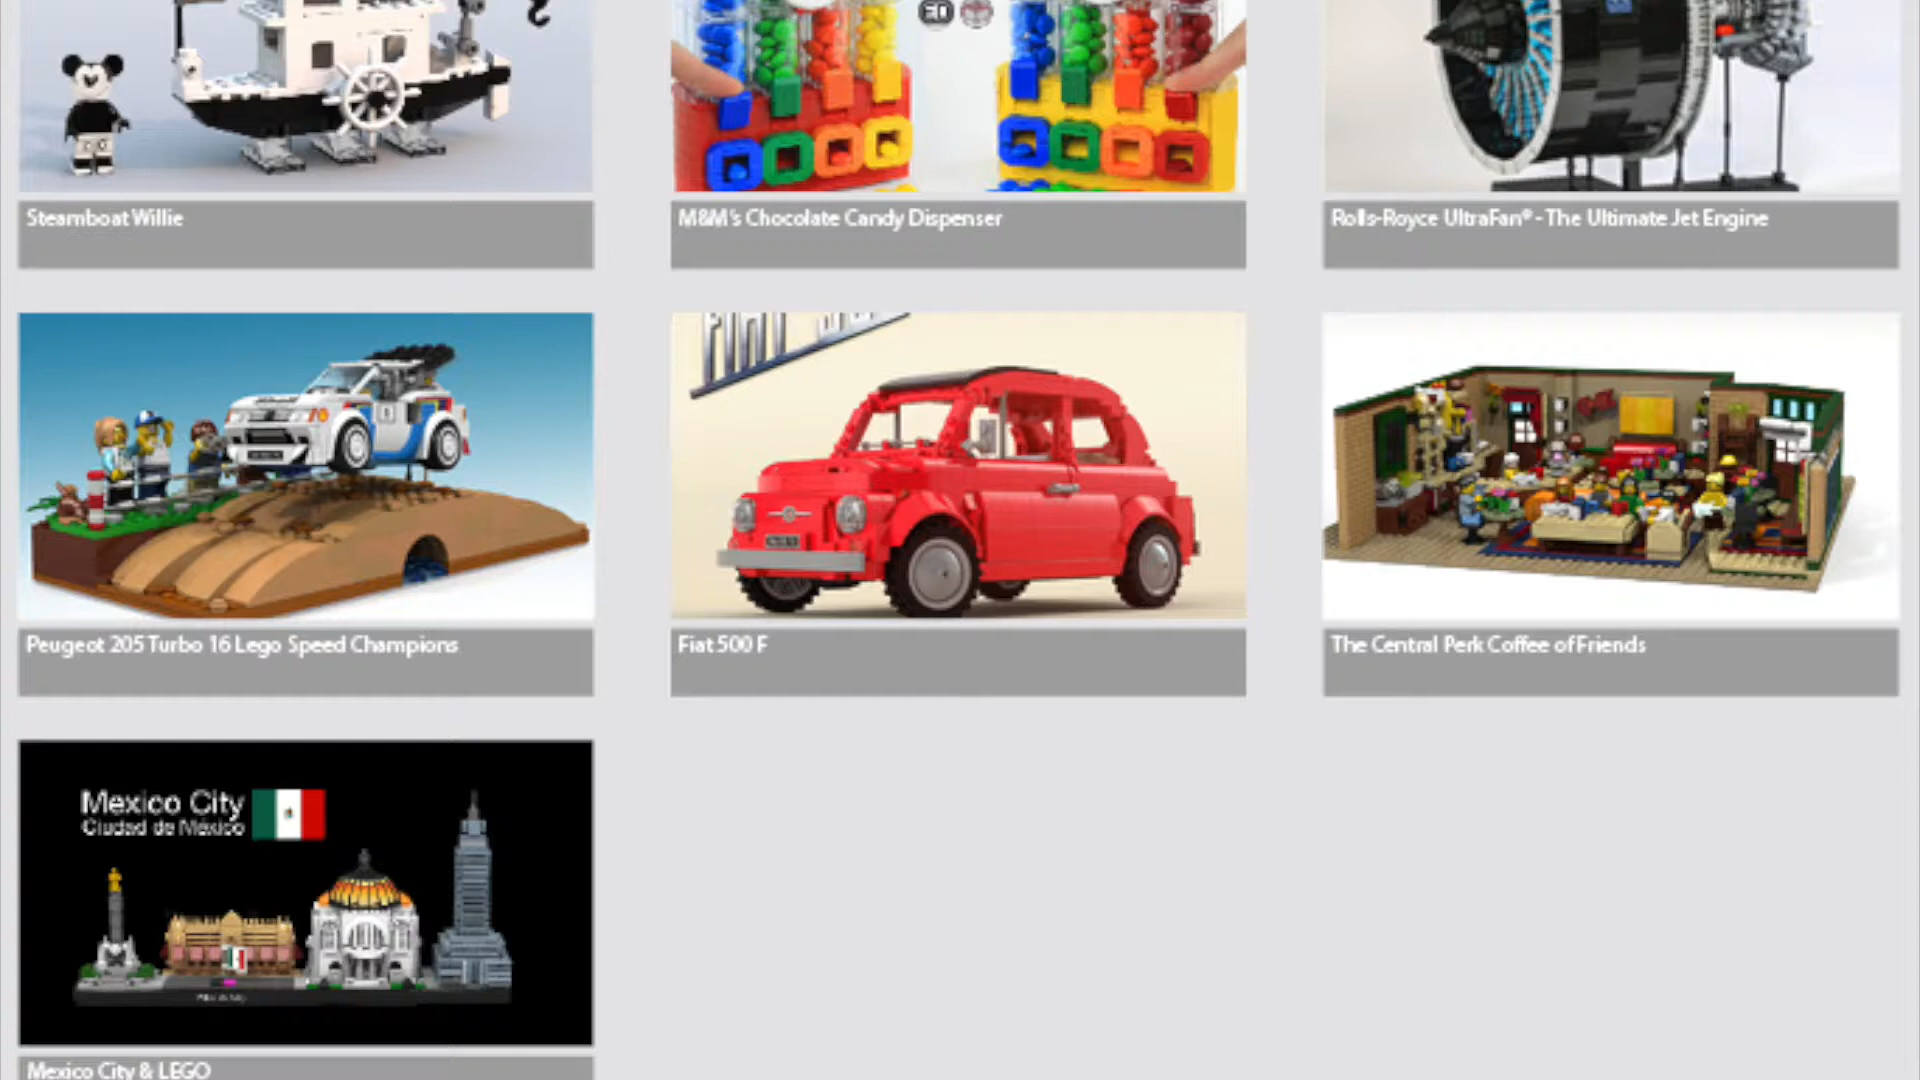 Steamboat Willie
M&M's Chocolate Candy Dispenser
Rolls-Royce UltraFan® - The Ultimate Jet Engine
FIAT
Peugeot 205 Turbo 16 Lego Speed Champions
Fiat 500 F
The Central Perk Coffee of Friends
Mexico City
Ciudad de México
Mexico City & LEGO